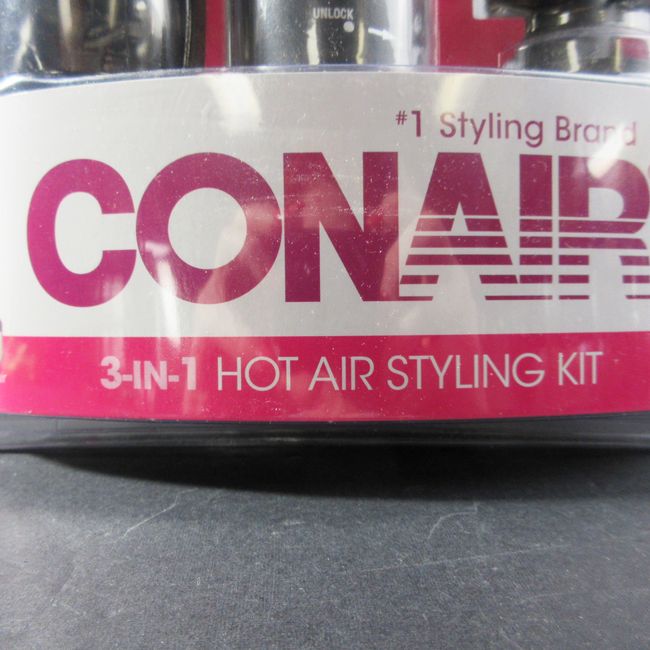 UNLOCK
#1 Styling Brand
CONAIR
3-IN-1 HOT AIR STYLING KIT